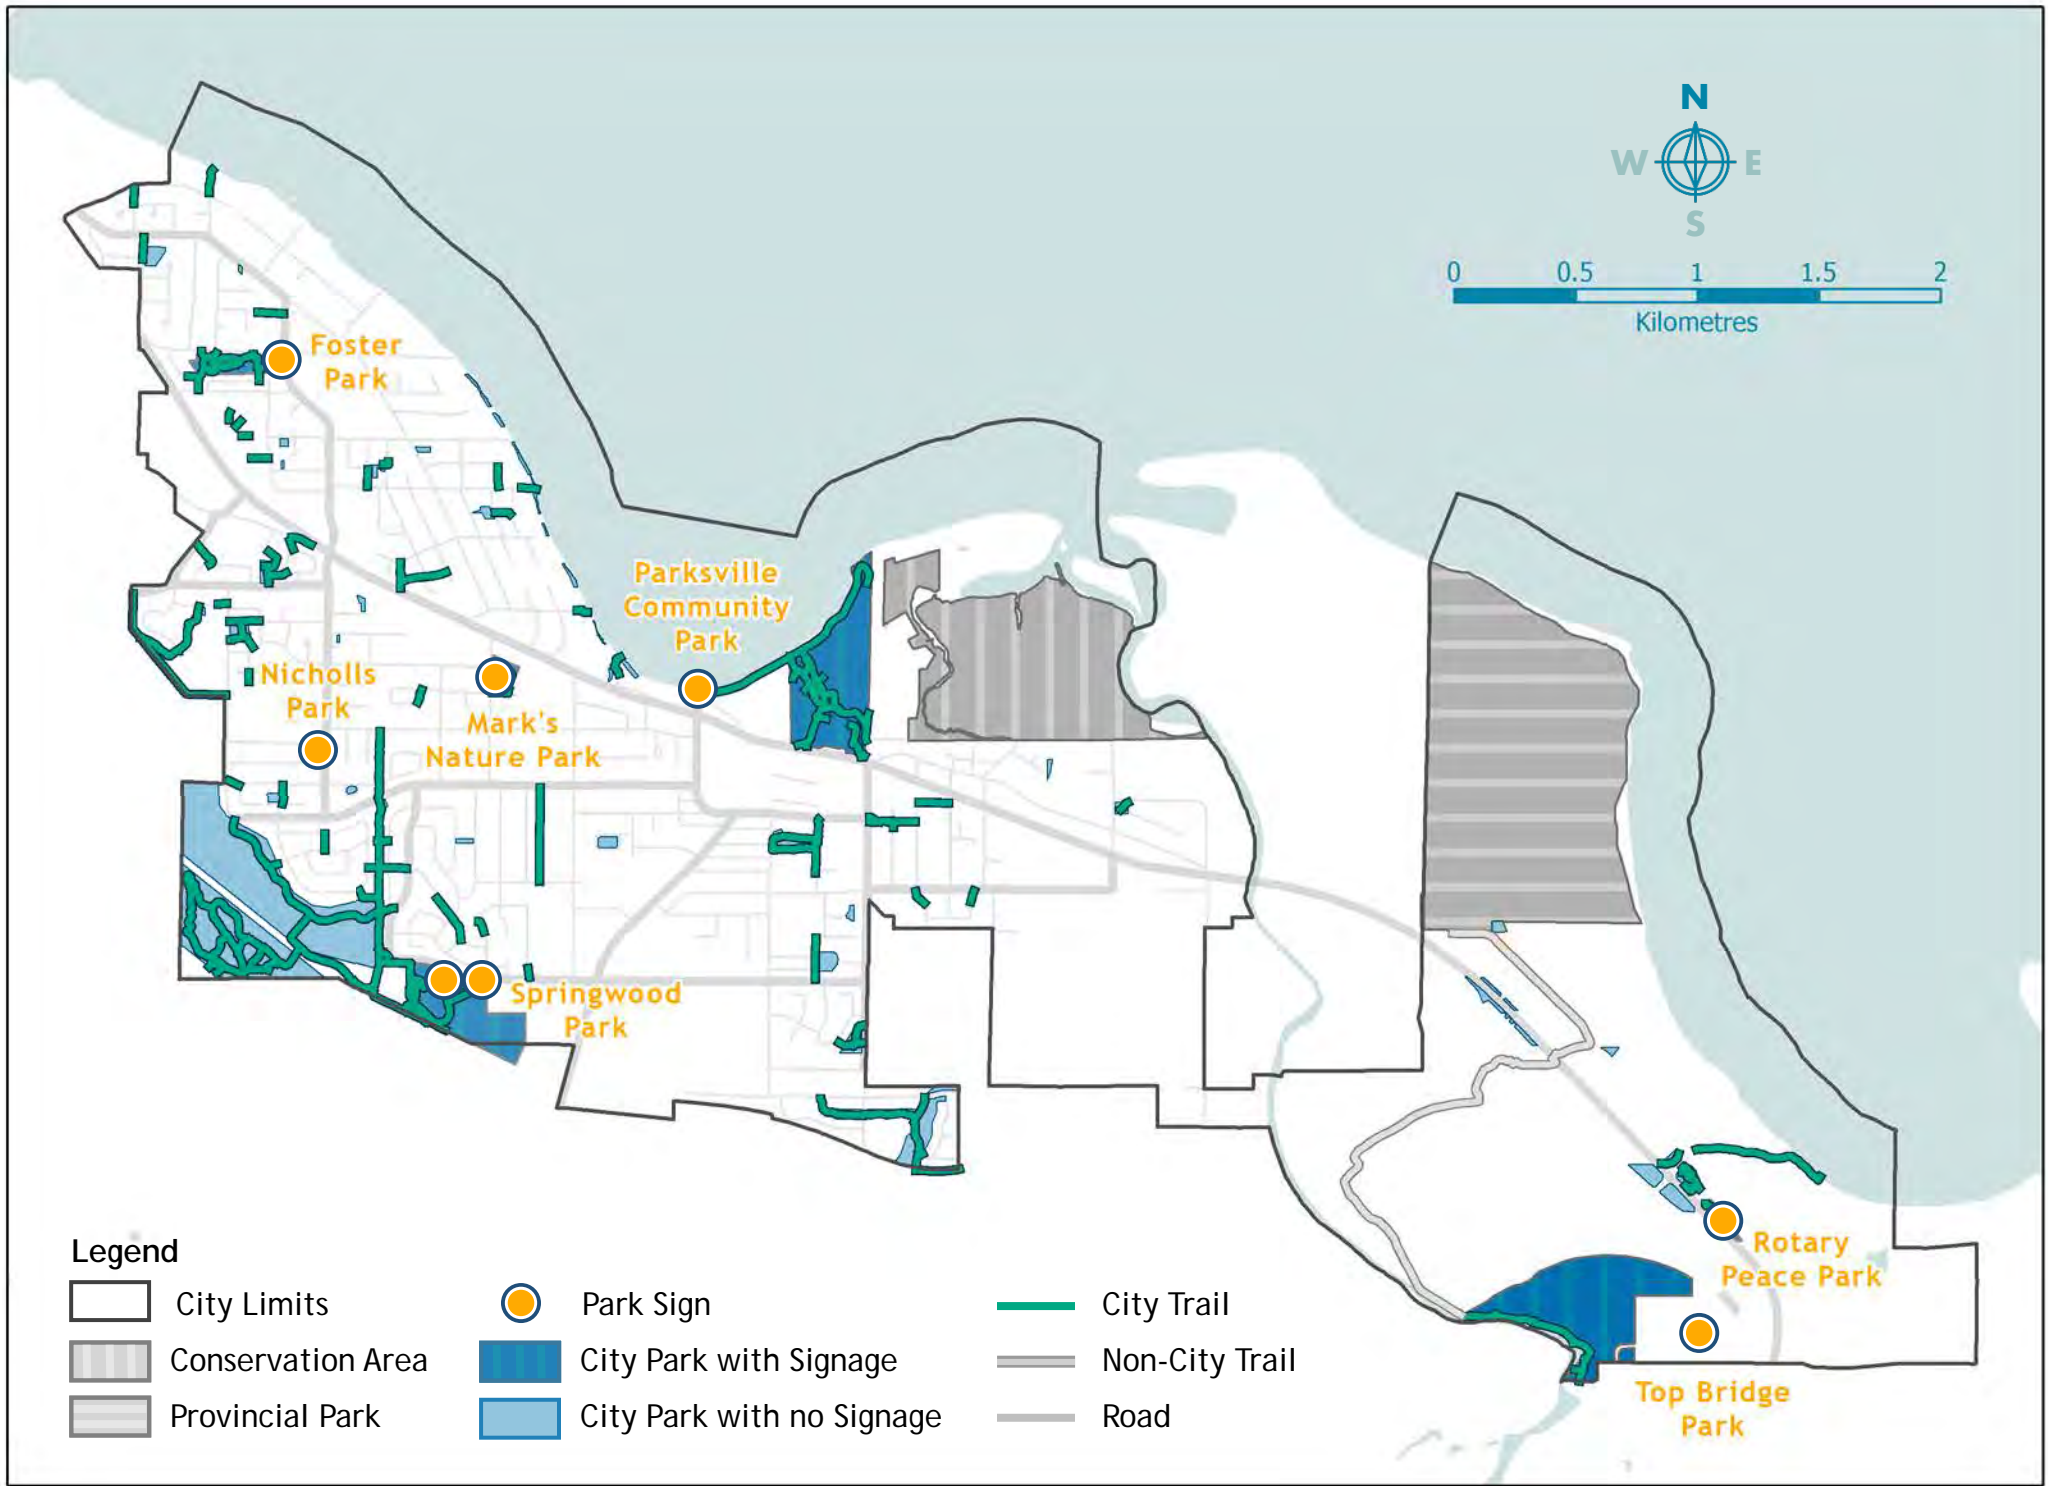 N
W E
S
0 0.5 1 1.5 2
Kilometres
Foster
Park
Parksville
Community
Park
Nicholls
Park
Mark's
Nature Park
Springwood
Park
Rotary
Peace Park
Top Bridge
Park
Legend
City Limits
Conservation Area
Provincial Park
Park Sign
City Park with Signage
City Park with no Signage
City Trail
Non-City Trail
Road